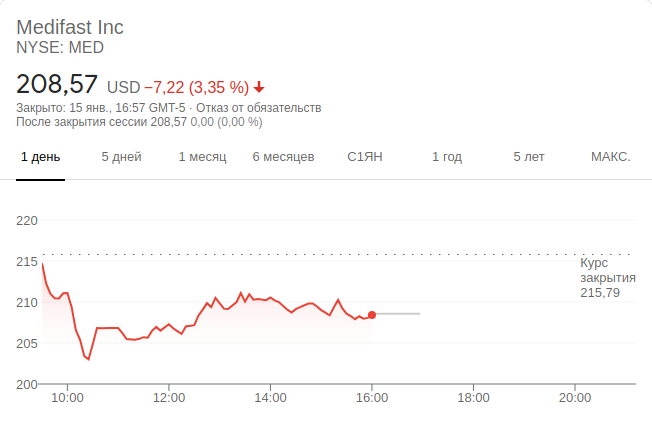 Medifast Inc
NYSE: MED
208,57 USD −7,22 (3,35 %)
Закрыто: 15 янв., 16:57 GMT-5 · Отказ от обязательств
После закрытия сессии 208,57 0,00 (0,00 %)
1 день 5 дней 1 месяц 6 месяцев С1ЯН 1 год 5 лет МАКС.
220
215
210
205
200
Курс
закрытия
215,79
10:00 12:00 14:00 16:00 18:00 20:00